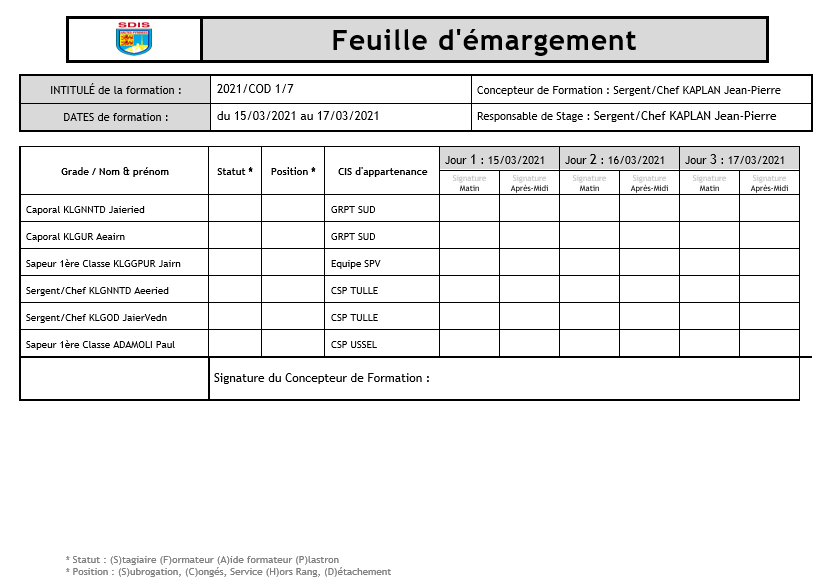 SDIS
Feuille d'émargement
INTITULÉ de la formation : 2021/COD 1/7 Concepteur de Formation : Sergent/Chef KAPLAN Jean-Pierre
DATES de formation : du 15/03/2021 au 17/03/2021 Responsable de Stage : Sergent/Chef KAPLAN Jean-Pierre
Grade / Nom & prénom Statut * Position * CIS d'appartenance Jour 1 : 15/03/2021 Jour 2 : 16/03/2021 Jour 3 : 17/03/2021
Signature Signature Signature Signature Signature Signature
Matin Après-Midi Matin Après-Midi Matin Après-Midi
Caporal KLGNNTD Jaieried GRPT SUD
Caporal KLGUR Aeairn GRPT SUD
Sapeur 1ère Classe KLGGPUR Jairn Equipe SPV
Sergent/Chef KLGNNTD Aeeried CSP TULLE
Sergent/Chef KLGOD JaierVedn CSP TULLE
Sapeur 1ère Classe ADAMOLI Paul CSP USSEL
Signature du Concepteur de Formation :
* Statut : (S)tagiaire (F)ormateur (A)ide formateur (P)lastron
* Position : (S)ubrogation, (C)ongés, Service (H)ors Rang, (D)étachement